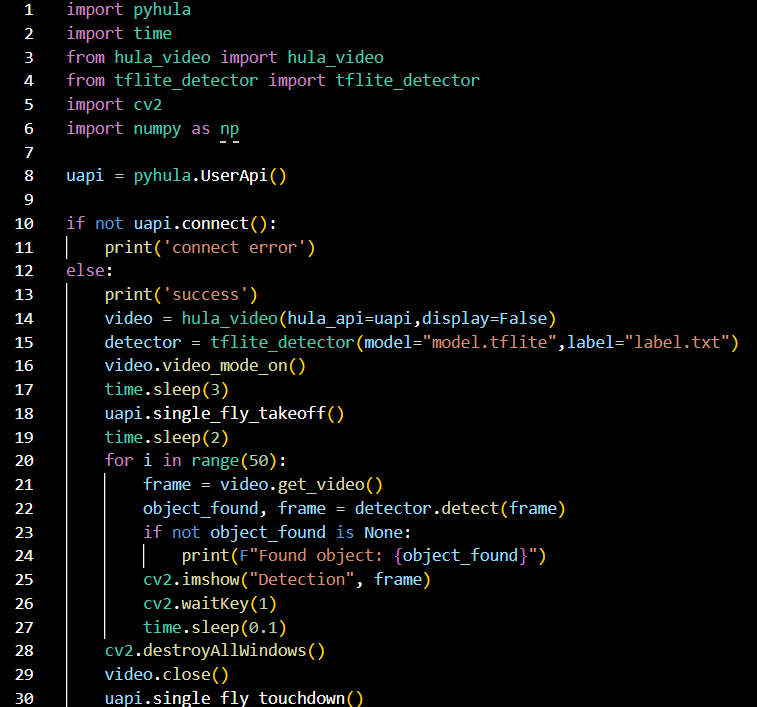 1 import pyhula
2 import time
3 from hula_video import hula_video
4 from tflite_detector import tflite_detector
5 import cv2
6 import numpy as np
7
8 uapi = pyhula.UserApi()
9
10 if not uapi.connect():
11     print('connect error')
12 else:
13     print('success')
14     video = hula_video(hula_api=uapi,display=False)
15     detector = tflite_detector(model="model.tflite",label="label.txt")
16     video.video_mode_on()
17     time.sleep(3)
18     uapi.single_fly_takeoff()
19     time.sleep(2)
20     for i in range(50):
21         frame = video.get_video()
22         object_found, frame = detector.detect(frame)
23         if not object_found is None:
24             print(F"Found object: {object_found}")
25         cv2.imshow("Detection", frame)
26         cv2.waitKey(1)
27         time.sleep(0.1)
28     cv2.destroyAllWindows()
29     video.close()
30     uapi.single_fly_touchdown()